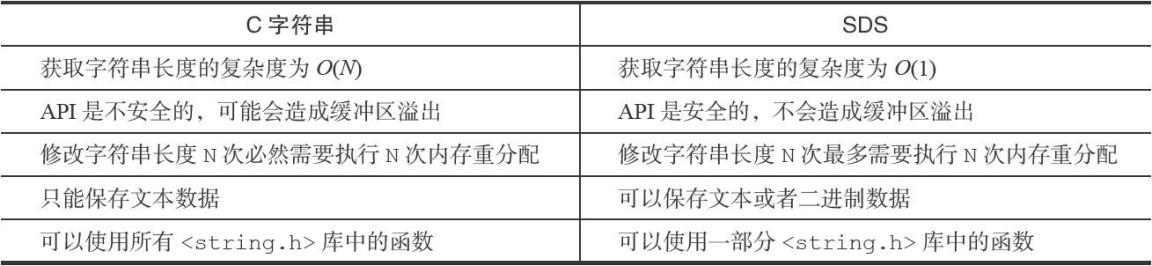 C 字符串 SDS
获取字符串长度的复杂度为 O(N) 获取字符串长度的复杂度为 O(1)
API 是不安全的，可能会造成缓冲区溢出 API 是安全的，不会造成缓冲区溢出
修改字符串长度 N 次必然需要执行 N 次内存重分配 修改字符串长度 N 次最多需要执行 N 次内存重分配
只能保存文本数据 可以保存文本或者二进制数据
可以使用所有 <string.h> 库中的函数 可以使用一部分 <string.h> 库中的函数